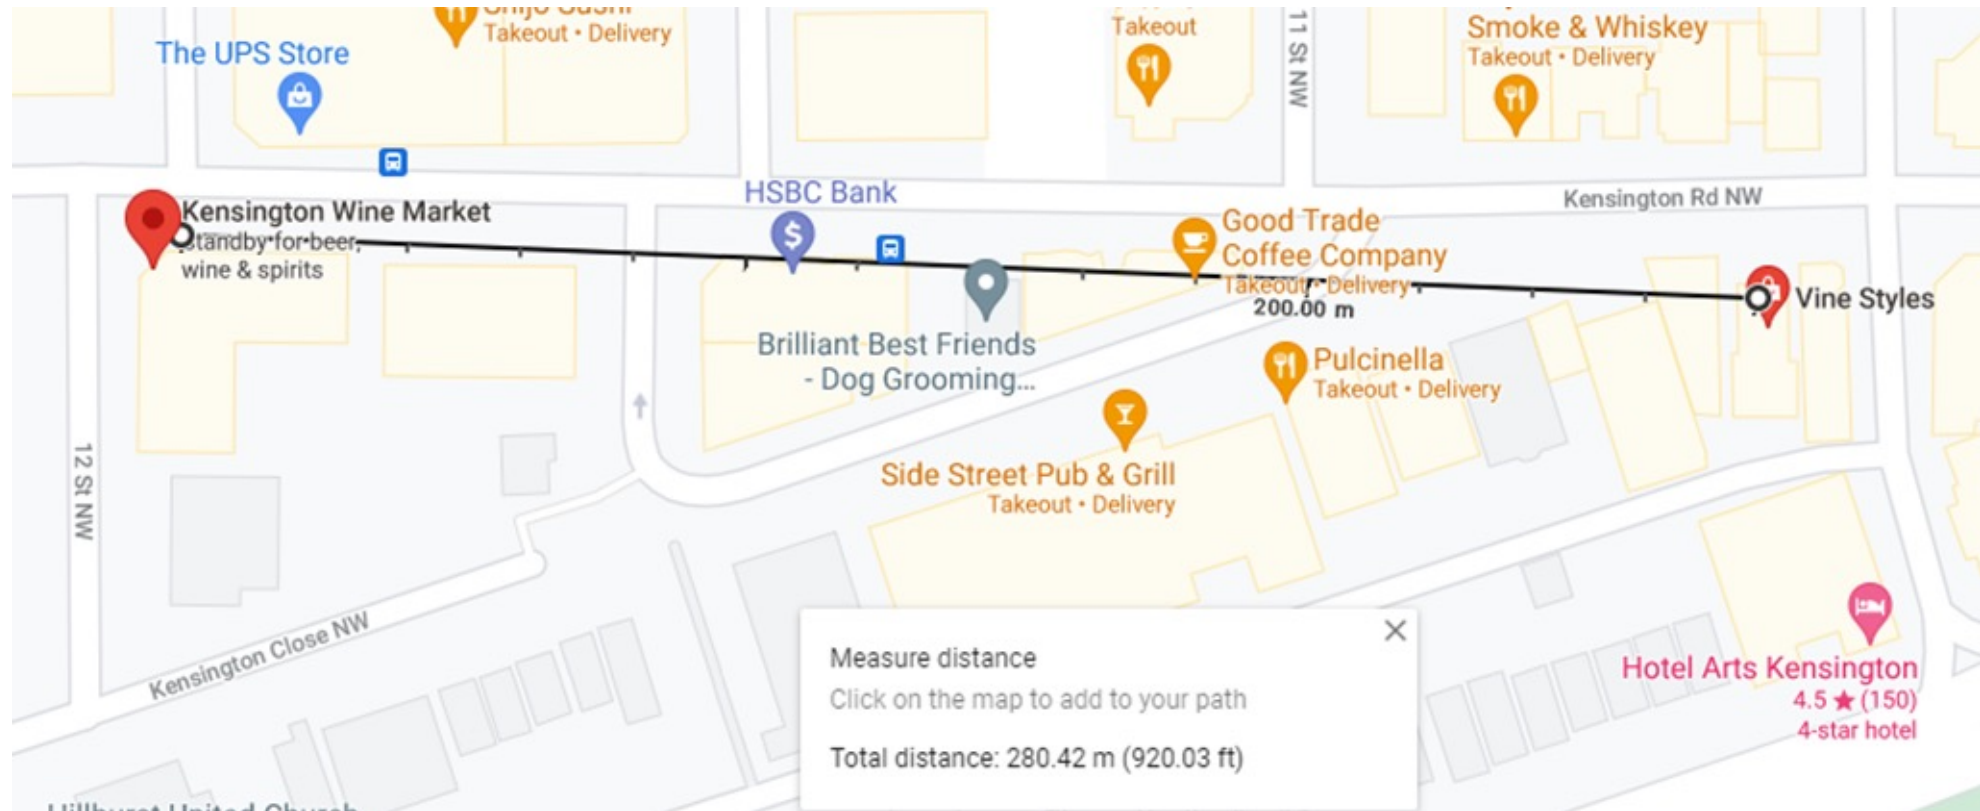 Takeout • Delivery
The UPS Store
Takeout
11 St NW
Smoke & Whiskey
Takeout • Delivery
Kensington Wine Market
standby for beer,
wine & spirits
HSBC Bank
Kensington Rd NW
Good Trade
Coffee Company
Takeout • Delivery
200.00 m
Vine Styles
Brilliant Best Friends
- Dog Grooming...
Pulcinella
Takeout • Delivery
12 St NW
Side Street Pub & Grill
Takeout • Delivery
Kensington Close NW
Hotel Arts Kensington
4.5 ★ (150)
4-star hotel
Measure distance
Click on the map to add to your path
Total distance: 280.42 m (920.03 ft)